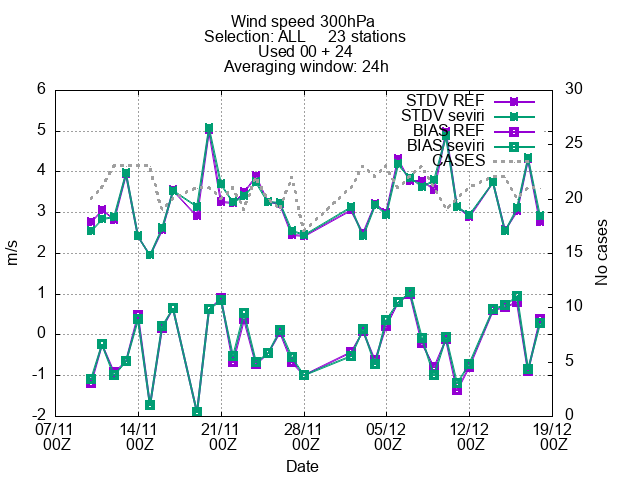 Wind speed 300hPa
Selection: ALL     23 stations
Used 00 + 24
Averaging window: 24h
6 30
STDV REF
STDV seviri
BIAS REF
BIAS seviri
CASES
5 25
4 20
3
2 15
1 10
0
-1 5
-2 0
m/s
No cases
07/11 14/11 21/11 28/11 05/12 12/12 19/12
00Z 00Z 00Z 00Z 00Z 00Z 00Z
Date